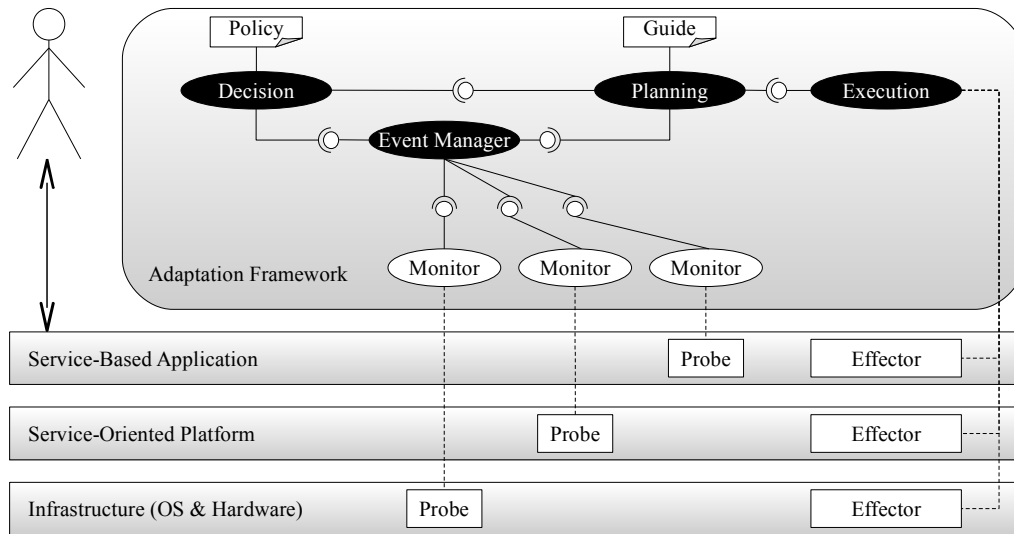 Policy
Guide
Decision
Planning
Execution
Event Manager
Monitor
Monitor
Monitor
Adaptation Framework
Service-Based Application
Probe
Effector
Service-Oriented Platform
Probe
Effector
Infrastructure (OS & Hardware)
Probe
Effector